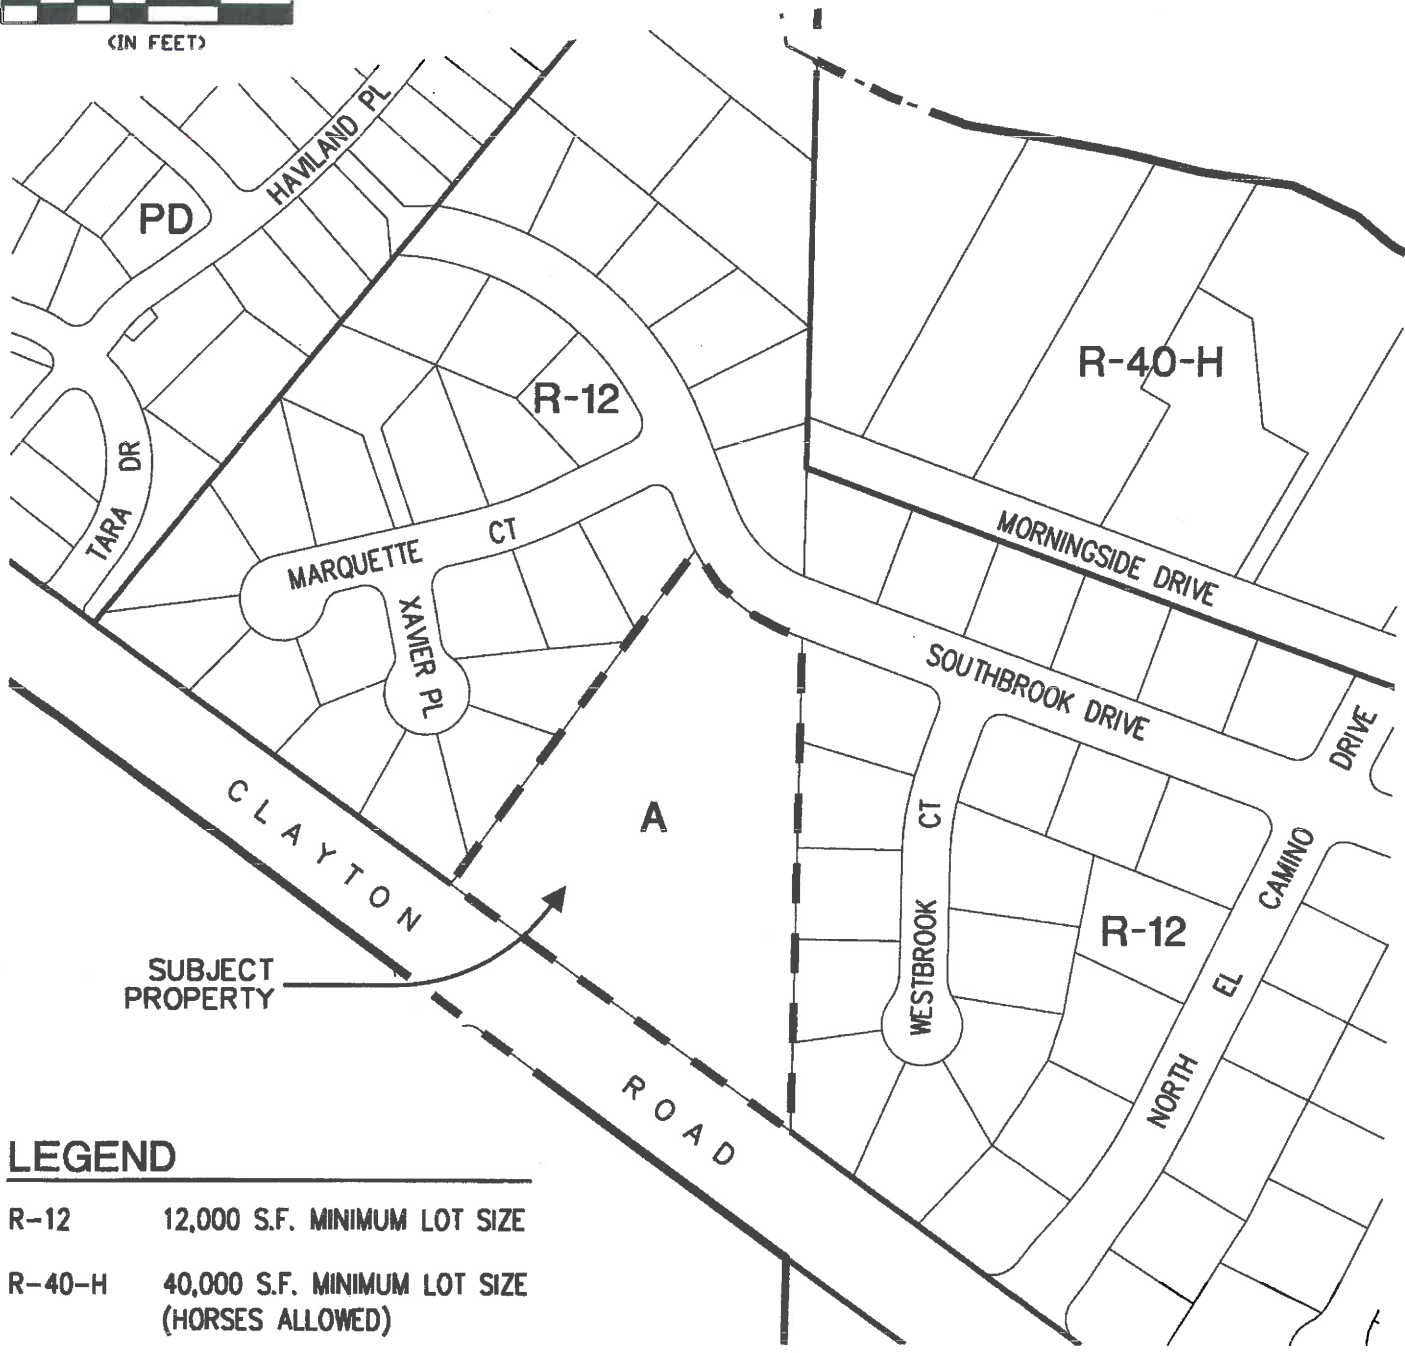 (IN FEET)
HAVILAND PL
PD
R-12
R-40-H
TARA DR
MARQUETTE CT
XAVIER PL
MORNINGSIDE DRIVE
SOUTHBROOK DRIVE
DRIVE
CLAYTON
A
WESTBROOK CT
NORTH EL CAMINO
R-12
SUBJECT
PROPERTY
ROAD
LEGEND
R-12 12,000 S.F. MINIMUM LOT SIZE
R-40-H 40,000 S.F. MINIMUM LOT SIZE
(HORSES ALLOWED)